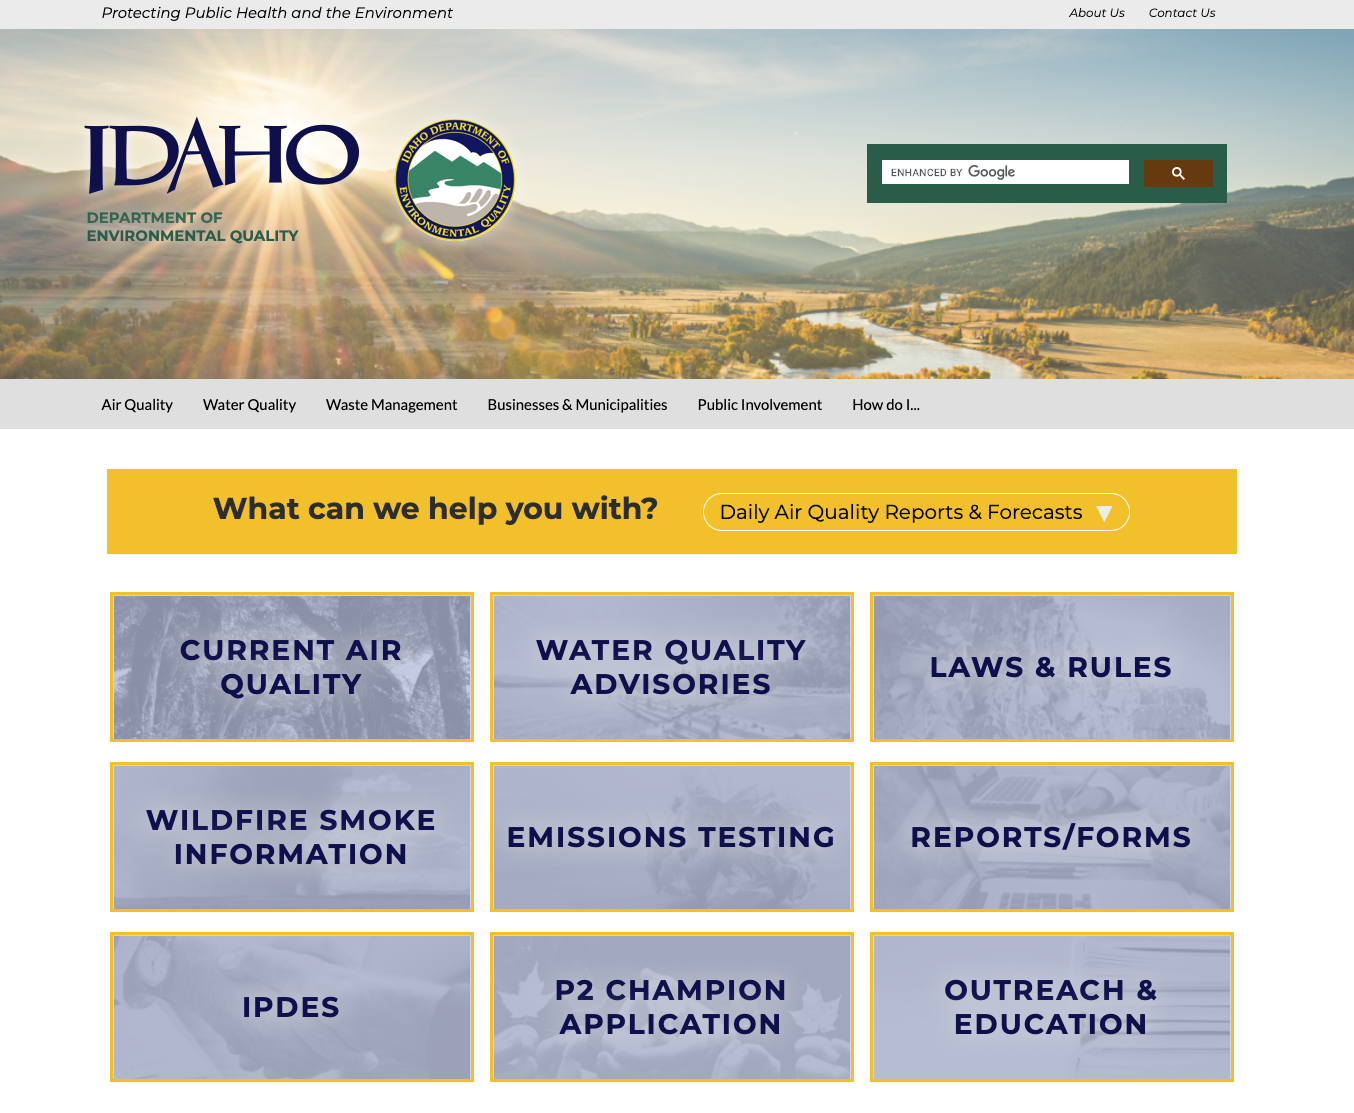 Protecting Public Health and the Environment
About Us
Contact Us
IDAHO
DEPARTMENT OF
ENVIRONMENTAL QUALITY
IDAHO DEPARTMENT OF
ENVIRONMENTAL QUALITY
ENHANCED BY Google
Air Quality
Water Quality
Waste Management
Businesses & Municipalities
Public Involvement
How do I...
What can we help you with?
Daily Air Quality Reports & Forecasts
CURRENT AIR
QUALITY
WATER QUALITY
ADVISORIES
LAWS & RULES
WILDFIRE SMOKE
INFORMATION
EMISSIONS TESTING
REPORTS/FORMS
IPDES
P2 CHAMPION
APPLICATION
OUTREACH &
EDUCATION